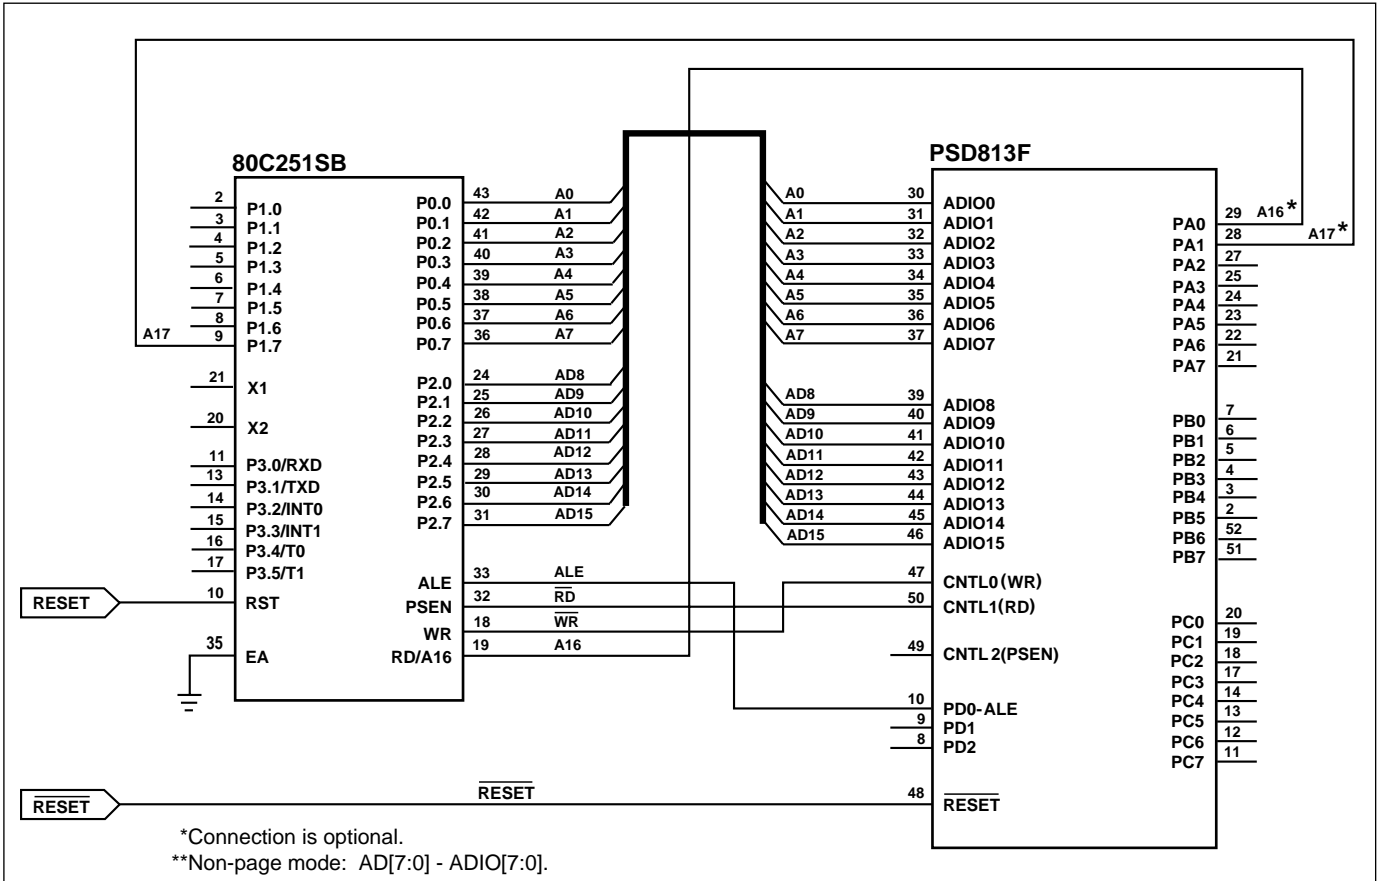 80C251SB
PSD813F
2 P1.0
3 P1.1
4 P1.2
5 P1.3
6 P1.4
7 P1.5
8 P1.6
A17 9 P1.7
21 X1
20 X2
11 P3.0/RXD
13 P3.1/TXD
14 P3.2/INT0
15 P3.3/INT1
16 P3.4/T0
17 P3.5/T1
RESET 10 RST
35 EA
P0.0 43 A0
P0.1 42 A1
P0.2 41 A2
P0.3 40 A3
P0.4 39 A4
P0.5 38 A5
P0.6 37 A6
P0.7 36 A7
P2.0 24 AD8
P2.1 25 AD9
P2.2 26 AD10
P2.3 27 AD11
P2.4 28 AD12
P2.5 29 AD13
P2.6 30 AD14
P2.7 31 AD15
ALE 33 ALE
PSEN 32 RD
WR 18 WR
RD/A16 19 A16
A0 30 ADIO0
A1 31 ADIO1
A2 32 ADIO2
A3 33 ADIO3
A4 34 ADIO4
A5 35 ADIO5
A6 36 ADIO6
A7 37 ADIO7
AD8 39 ADIO8
AD9 40 ADIO9
AD10 41 ADIO10
AD11 42 ADIO11
AD12 43 ADIO12
AD13 44 ADIO13
AD14 45 ADIO14
AD15 46 ADIO15
47 CNTL0(WR)
50 CNTL1(RD)
49 CNTL2(PSEN)
10 PD0-ALE
9 PD1
8 PD2
RESET RESET 48 RESET
PA0 29 A16*
PA1 28 A17*
PA2 27
PA3 25
PA4 24
PA5 23
PA6 22
PA7 21
PB0 7
PB1 6
PB2 5
PB3 4
PB4 3
PB5 2
PB6 52
PB7 51
PC0 20
PC1 19
PC2 18
PC3 17
PC4 14
PC5 13
PC6 12
PC7 11
*Connection is optional.
**Non-page mode: AD[7:0] - ADIO[7:0].